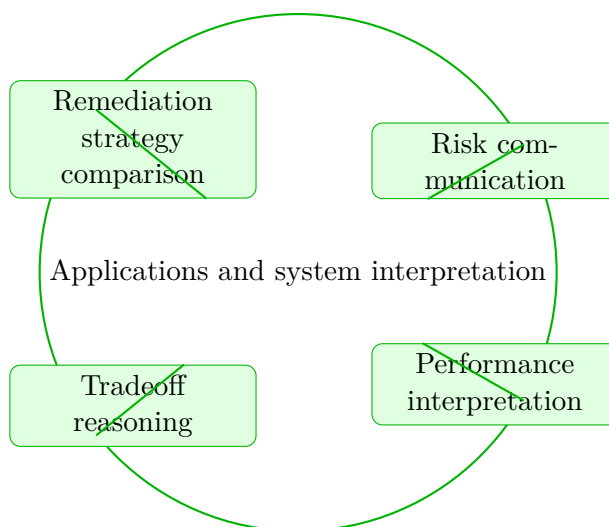 Remediation
strategy
comparison
Risk com-
munication
Applications and system interpretation
Tradeoff
reasoning
Performance
interpretation